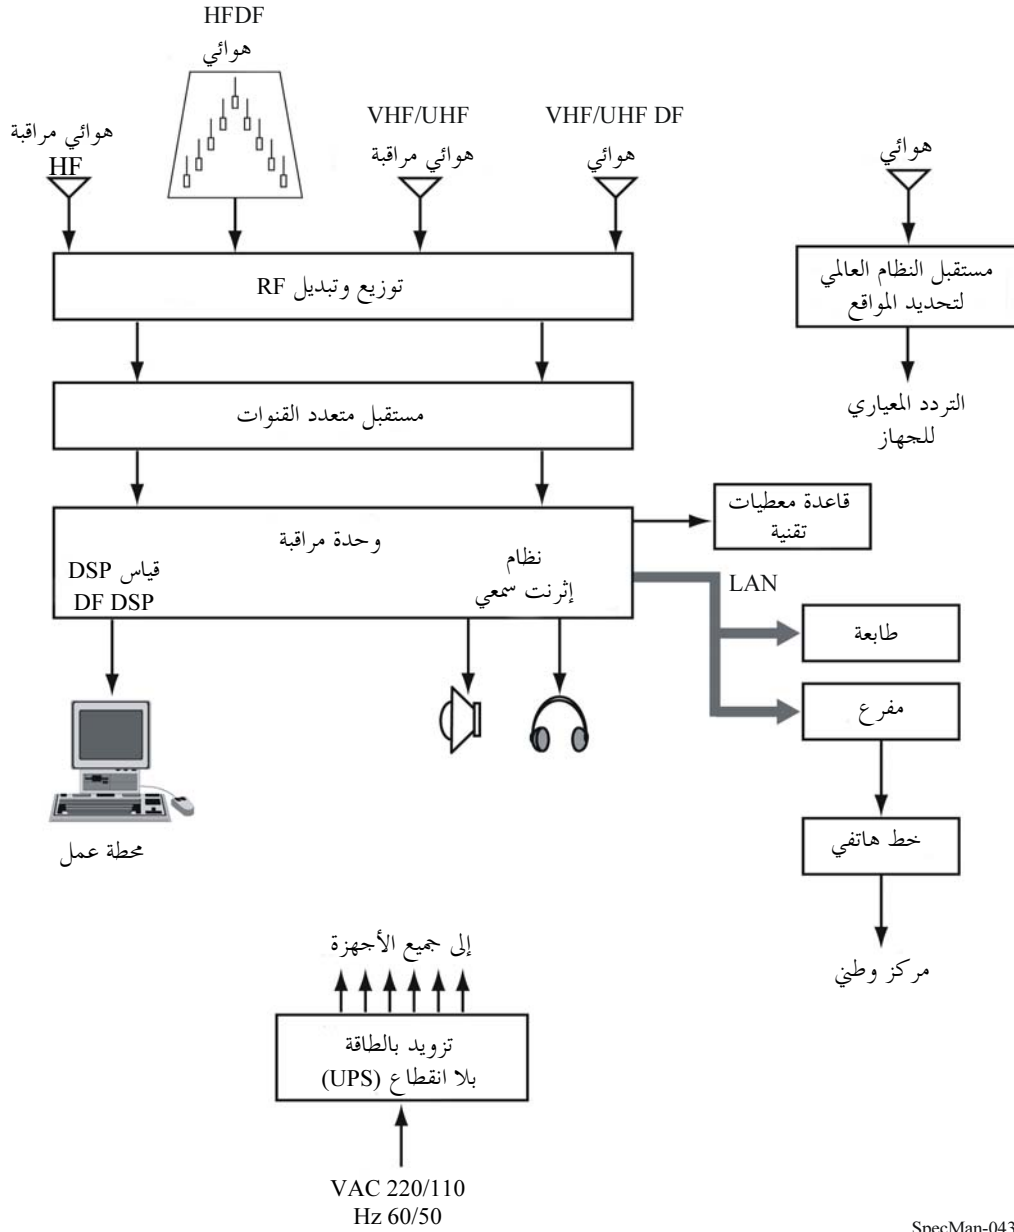 HFDF
هوائي
هوائي مراقبة
HF
VHF/UHF
هوائي مراقبة
VHF/UHF DF
هوائي
هوائي
توزيع وتبديل RF
مستقبل النظام العالمي
لتحديد المواقع
مستقبل متعدد القنوات
التردد المعياري
للجهاز
وحدة مراقبة
قياس DSP
DF DSP
نظام
إثرنت سمعي
قاعدة معطيات
تقنية
LAN
طابعة
مفرع
خط هاتفي
مركز وطني
محطة عمل
إلى جميع الأجهزة
تزويد بالطاقة
بلا انقطاع (UPS)
VAC 220/110
Hz 60/50
SpecMan-043